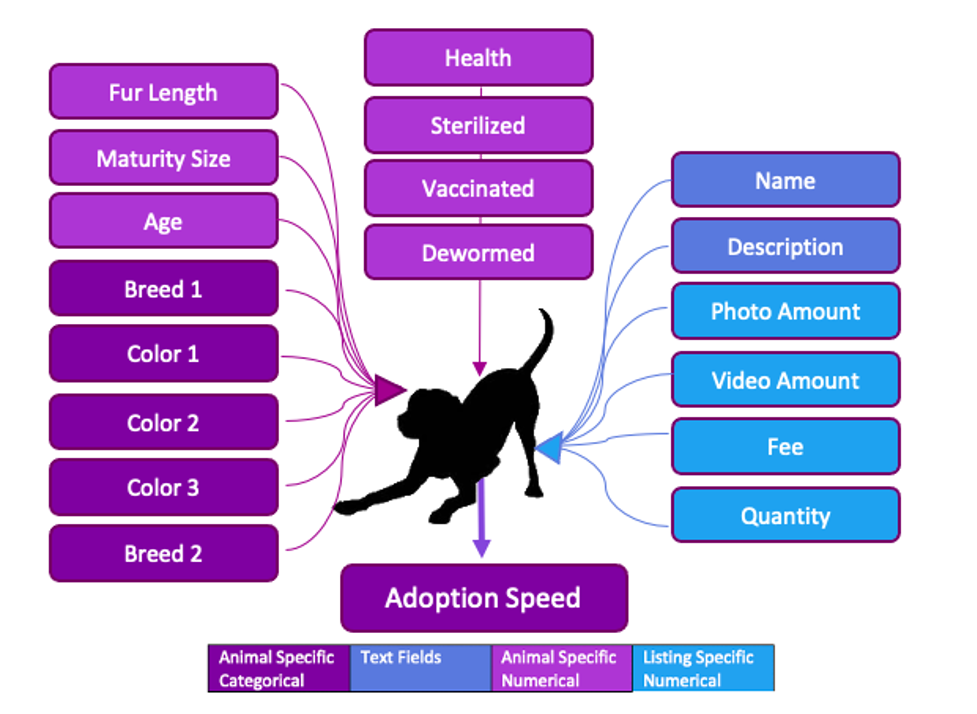 Fur Length
Maturity Size
Age
Breed 1
Color 1
Color 2
Color 3
Breed 2
Health
Sterilized
Vaccinated
Dewormed
Name
Description
Photo Amount
Video Amount
Fee
Quantity
Adoption Speed
Animal Specific
Categorical
Text Fields
Animal Specific
Numerical
Listing Specific
Numerical